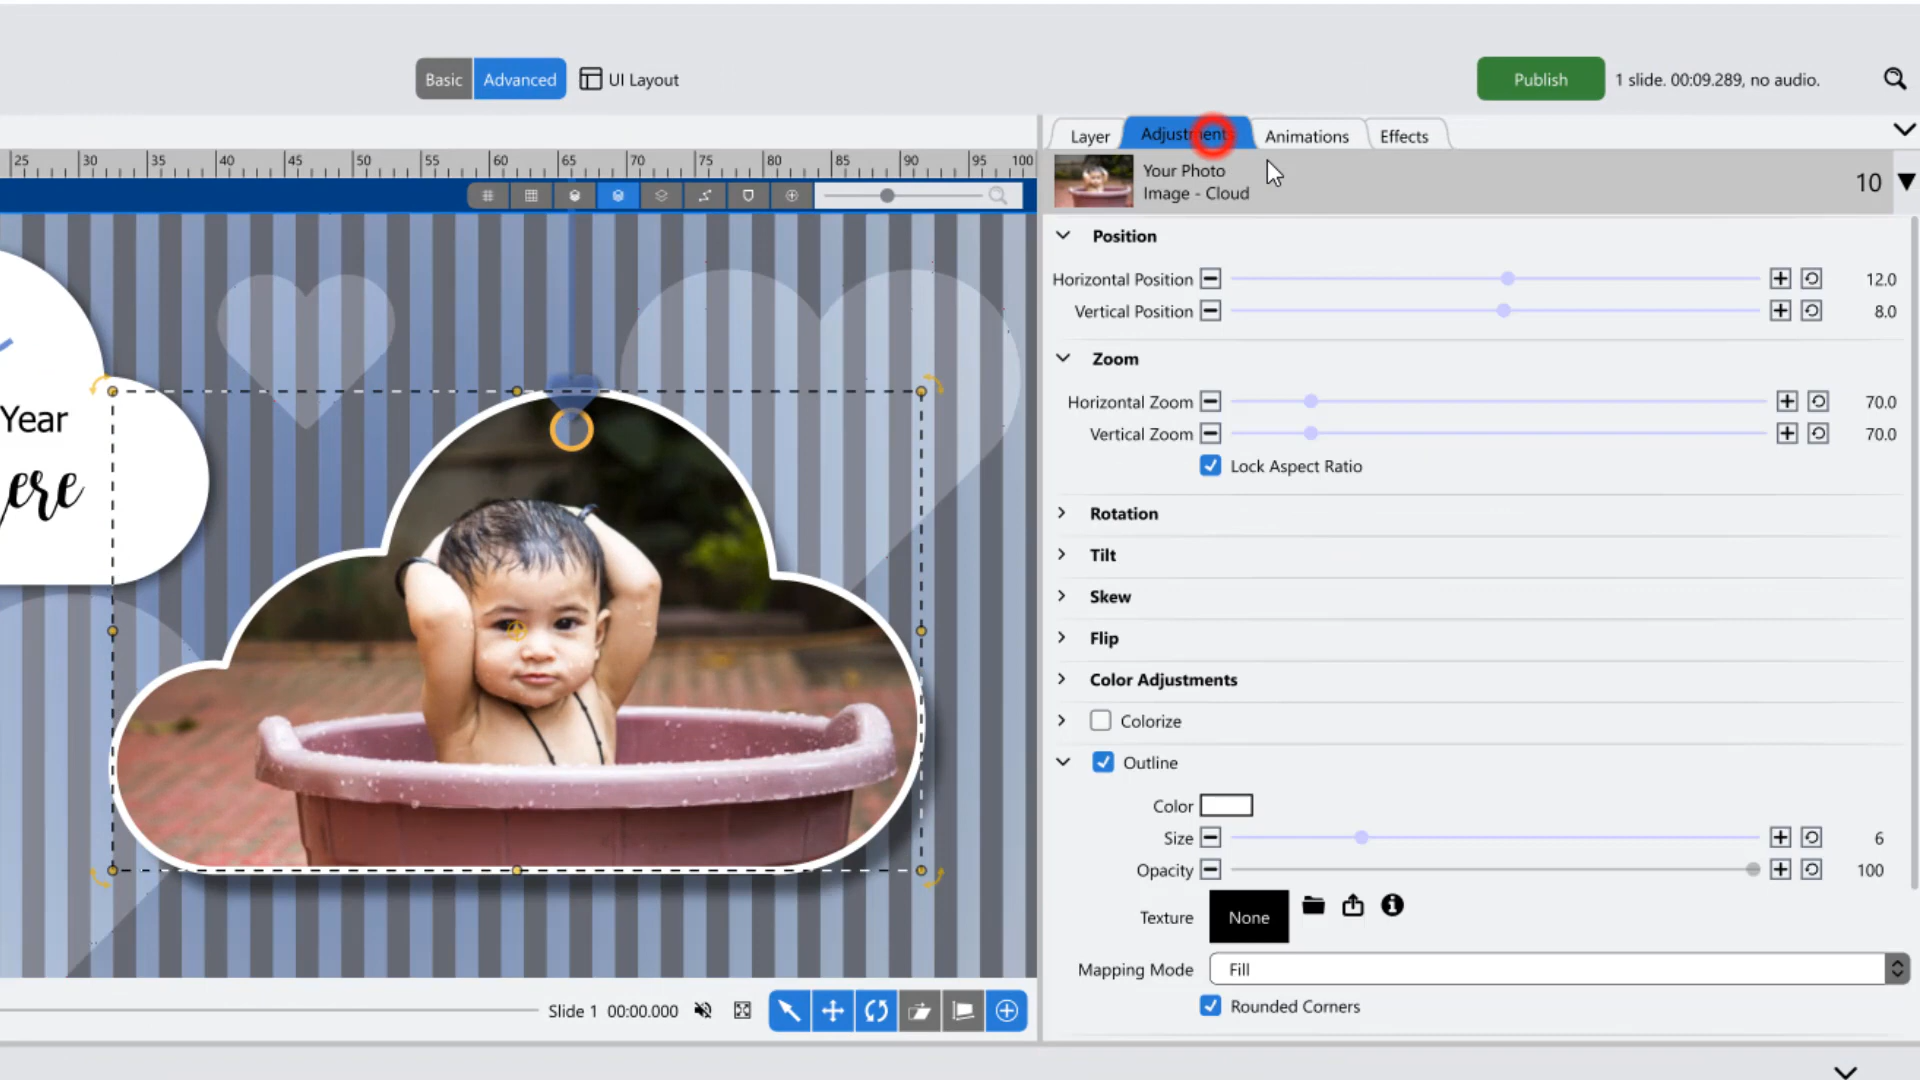 Basic
Advanced
UI Layout
Publish
1 slide. 00:09.289, no audio.
Layer
Adjustments
Animations
Effects
25 30 35 40 45 50 55 60 65 70 75 80 85 90 95 100
Your Photo
Image - Cloud
10
Position
Horizontal Position 12.0
Vertical Position 8.0
Zoom
Horizontal Zoom 70.0
Vertical Zoom 70.0
Lock Aspect Ratio
Rotation
Tilt
Skew
Flip
Color Adjustments
Colorize
Outline
Color
Size 6
Opacity 100
Texture None
Mapping Mode Fill
Rounded Corners
Year
ere
Slide 1 00:00.000